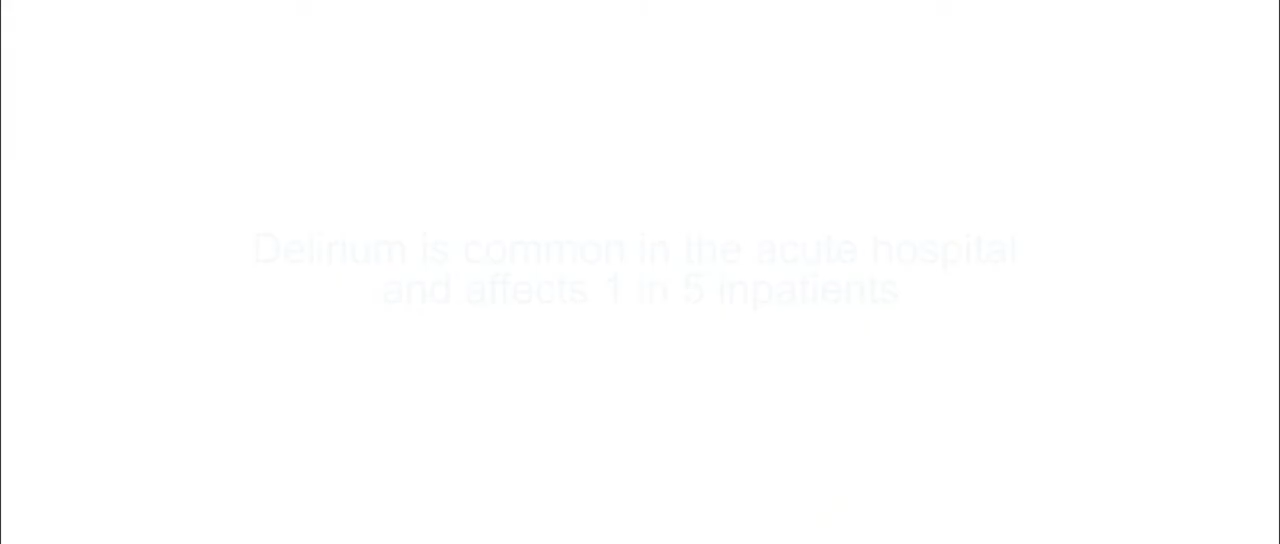 Delirium is common in the acute hospital
and affects 1 in 5 inpatients